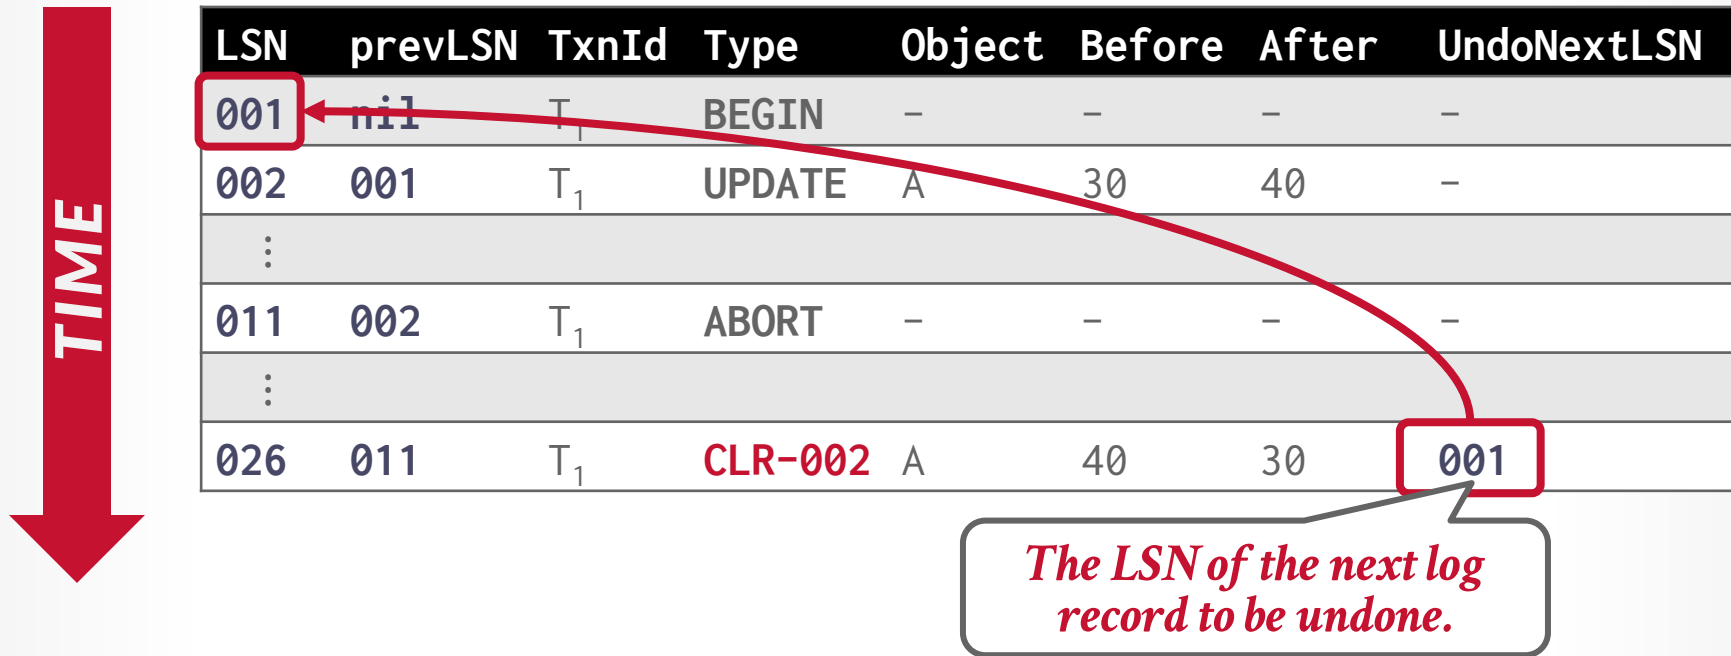 TIME
LSN prevLSN TxnId Type Object Before After UndoNextLSN
001 nil T1 BEGIN - - - -
002 001 T1 UPDATE A 30 40 -
⋮
011 002 T1 ABORT - - - -
⋮
026 011 T1 CLR-002 A 40 30 001
The LSN of the next log
record to be undone.